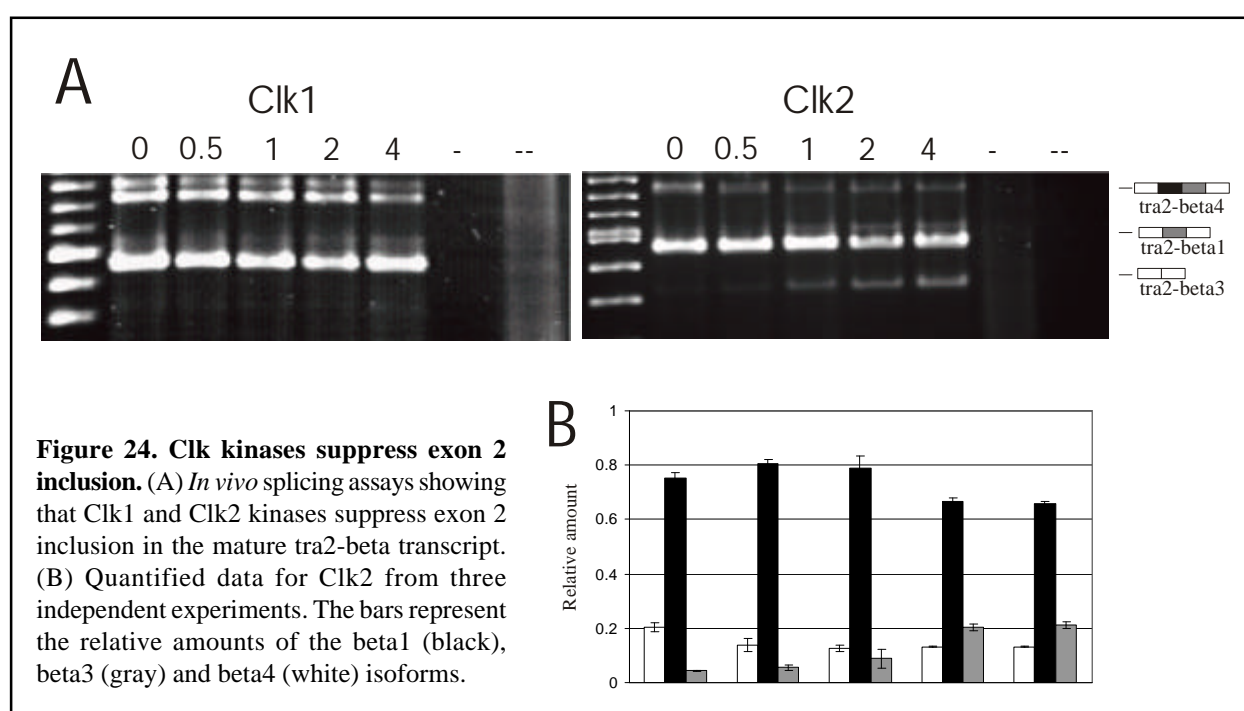 A
Clk1
Clk2
0 0.5 1 2 4 - --
0 0.5 1 2 4 - --
tra2-beta4
tra2-beta1
tra2-beta3
Figure 24. Clk kinases suppress exon 2
inclusion. (A) In vivo splicing assays showing
that Clk1 and Clk2 kinases suppress exon 2
inclusion in the mature tra2-beta transcript.
(B) Quantified data for Clk2 from three
independent experiments. The bars represent
the relative amounts of the beta1 (black),
beta3 (gray) and beta4 (white) isoforms.
B
Relative amount
1
0.8
0.6
0.4
0.2
0